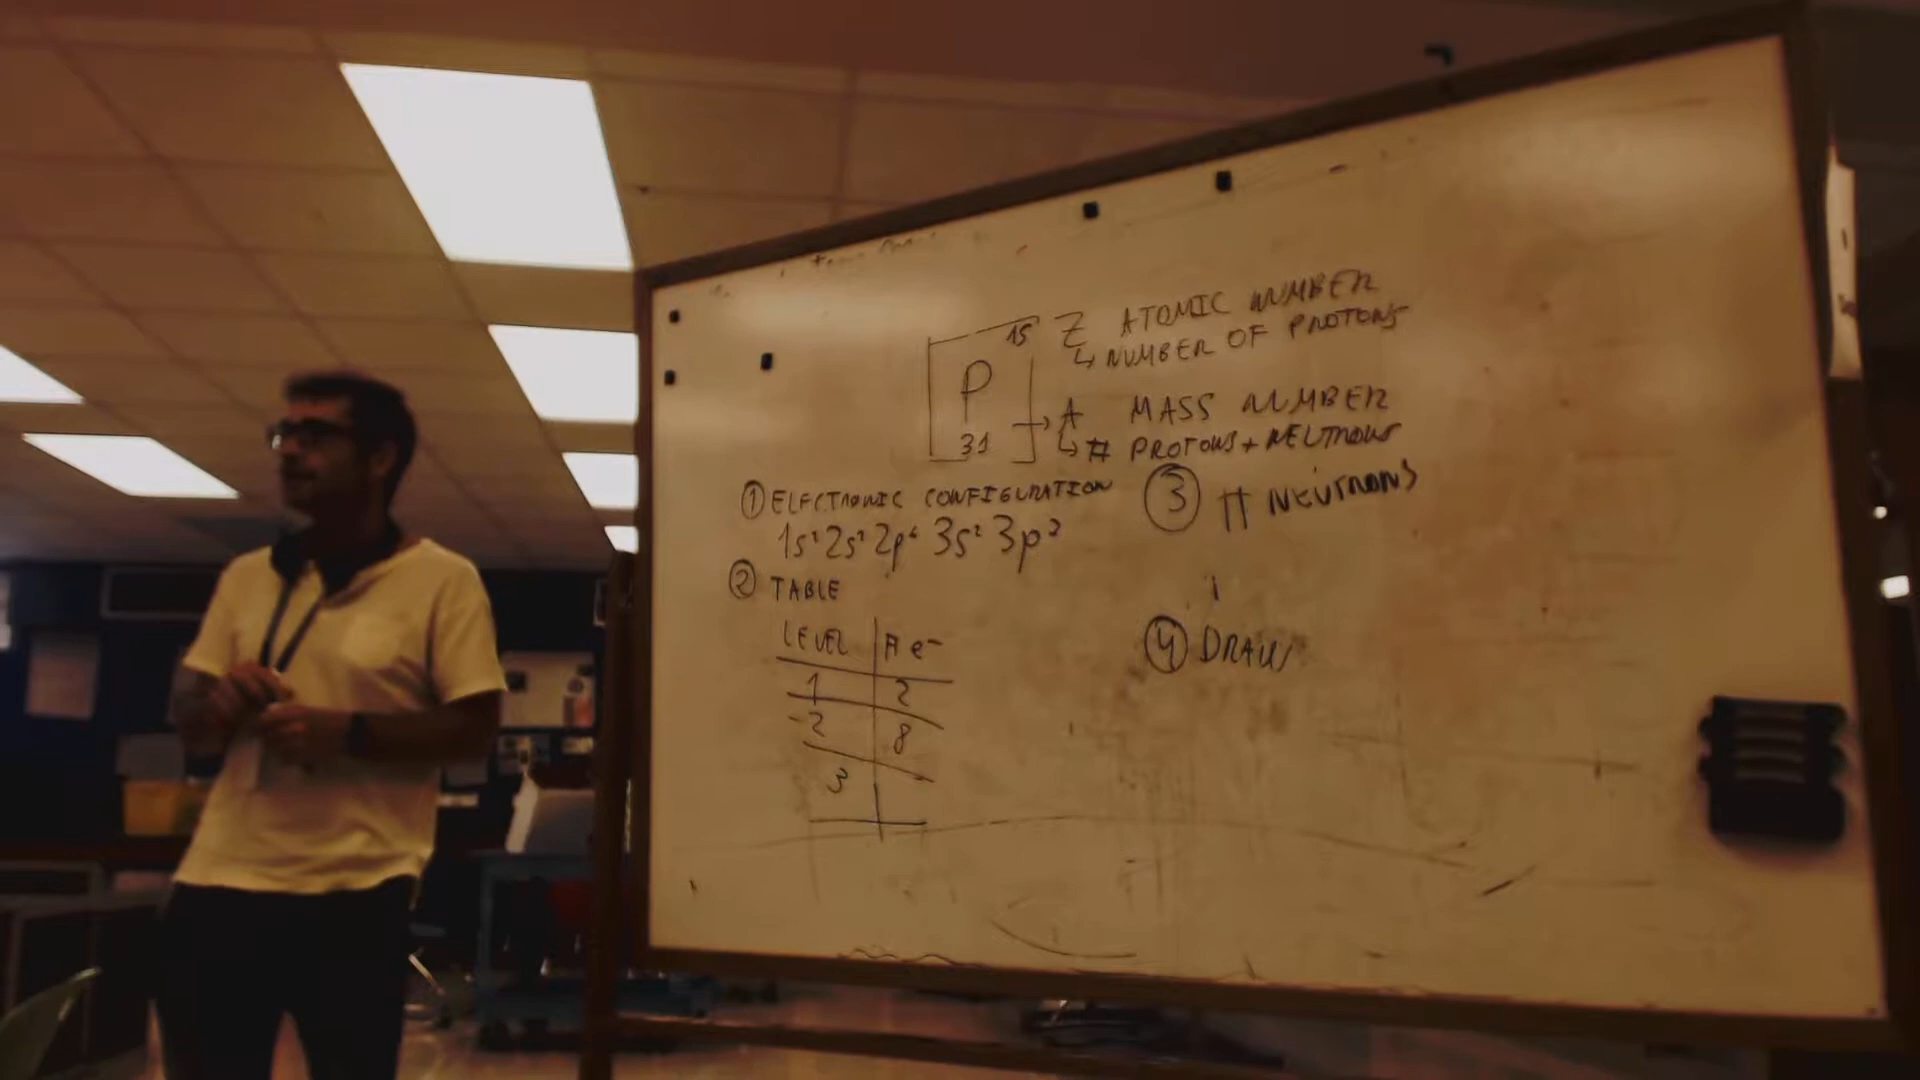 15 Z ATOMIC NUMBER
↳ NUMBER OF PROTONS
P
31 → A MASS NUMBER
↳ # PROTONS + NEUTRONS
① ELECTRONIC CONFIGURATION
1s² 2s² 2p⁶ 3s² 3p³
② TABLE
LEVEL # e⁻
1 2
2 8
3
③ # NEUTRONS
④ DRAW